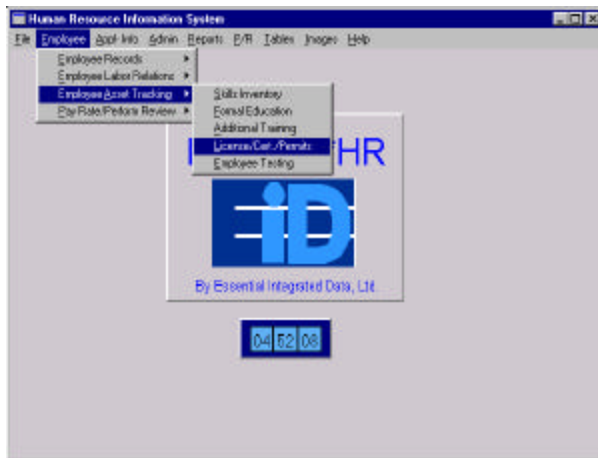 Human Resource Information System
File Employee Appl-Info Admin Reports P/R Tables Images Help
Employee Records
Employee Labor Relations
Employee Asset Tracking
Pay Rate/Perform Review
Skills Inventory
Formal Education
Additional Training
License/Cert./Permits
Employee Testing
HR
EiD
By Essential Integrated Data, Ltd.
04 52 08